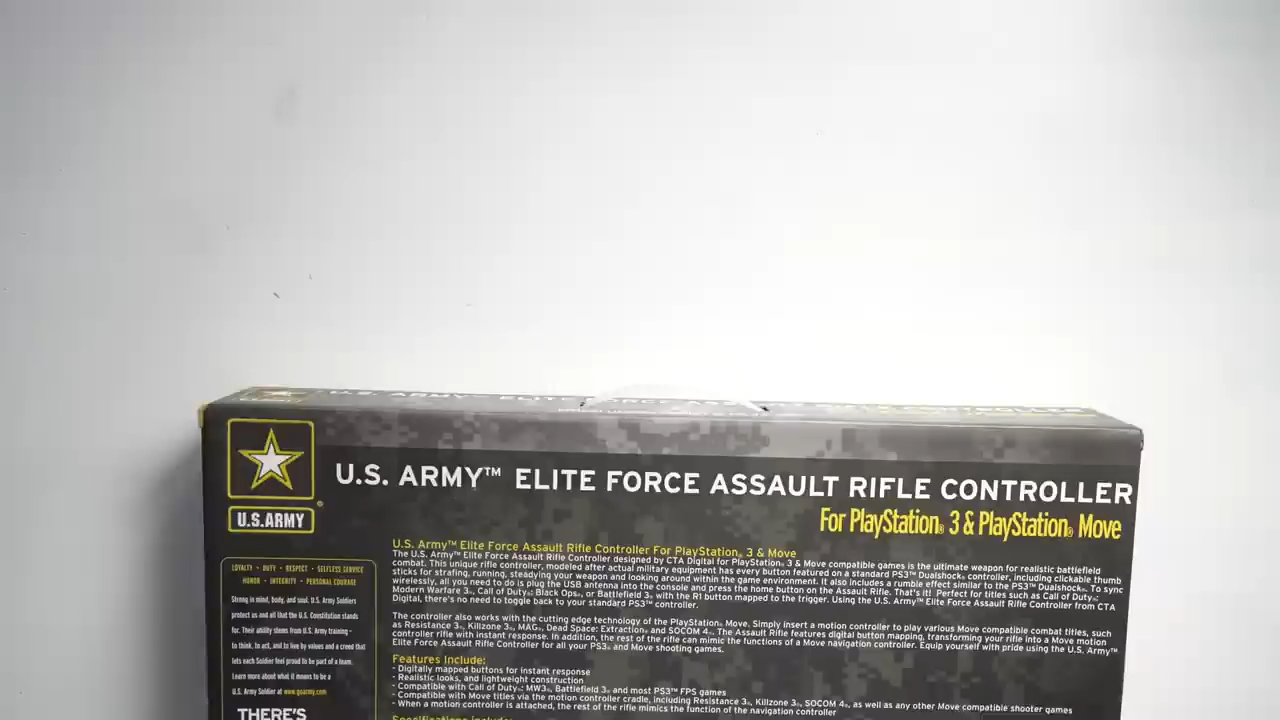 U.S. ARMY ELITE FORCE ASSAULT RIFLE CONTROLLER
U.S. ARMY™ ELITE FORCE ASSAULT RIFLE CONTROLLER
For PlayStation® 3 & PlayStation® Move
U.S.ARMY
LOYALTY • DUTY • RESPECT • SELFLESS SERVICE
HONOR • INTEGRITY • PERSONAL COURAGE
Strong in mind, body, and soul. U.S. Army Soldiers
protect us and all that the U.S. Constitution stands
for. Their ability stems from U.S. Army training -
to think, to act, and to live by values and a creed that
lets each Soldier feel proud to be part of a team.
Learn more about what it means to be a
U.S. Army Soldier at www.goarmy.com
THERE'S
U.S. Army™ Elite Force Assault Rifle Controller For PlayStation® 3 & Move
The U.S. Army™ Elite Force Assault Rifle Controller designed by CTA Digital for PlayStation® 3 & Move compatible games is the ultimate weapon for realistic battlefield
combat. This unique rifle controller, modeled after actual military equipment has every button featured on a standard PS3™ Dualshock® controller, including clickable thumb
sticks for strafing, running, steadying your weapon and looking around within the game environment. It also includes a rumble effect similar to the PS3™ Dualshock®. To sync
wirelessly, all you need to do is plug the USB antenna into the console and press the home button on the Assault Rifle. That's it! Perfect for titles such as Call of Duty®:
Modern Warfare 3®, Call of Duty®: Black Ops®, or Battlefield 3® with the R1 button mapped to the trigger. Using the U.S. Army™ Elite Force Assault Rifle Controller from CTA
Digital, there's no need to toggle back to your standard PS3™ controller.
The controller also works with the cutting edge technology of the PlayStation® Move. Simply insert a motion controller to play various Move compatible combat titles, such
as Resistance 3®, Killzone 3®, MAG®, Dead Space: Extraction® and SOCOM 4®. The Assault Rifle features digital button mapping, transforming your rifle into a Move motion
controller rifle with instant response. In addition, the rest of the rifle can mimic the functions of a Move navigation controller. Equip yourself with pride using the U.S. Army™
Elite Force Assault Rifle Controller for all your PS3® and Move shooting games.
Features Include:
- Digitally mapped buttons for instant response
- Realistic looks, and lightweight construction
- Compatible with Call of Duty®: MW3®, Battlefield 3® and most PS3™ FPS games
- Compatible with Move titles via the motion controller cradle, including Resistance 3®, Killzone 3®, SOCOM 4®, as well as any other Move compatible shooter games
- When a motion controller is attached, the rest of the rifle mimics the function of the navigation controller
Specifications include: